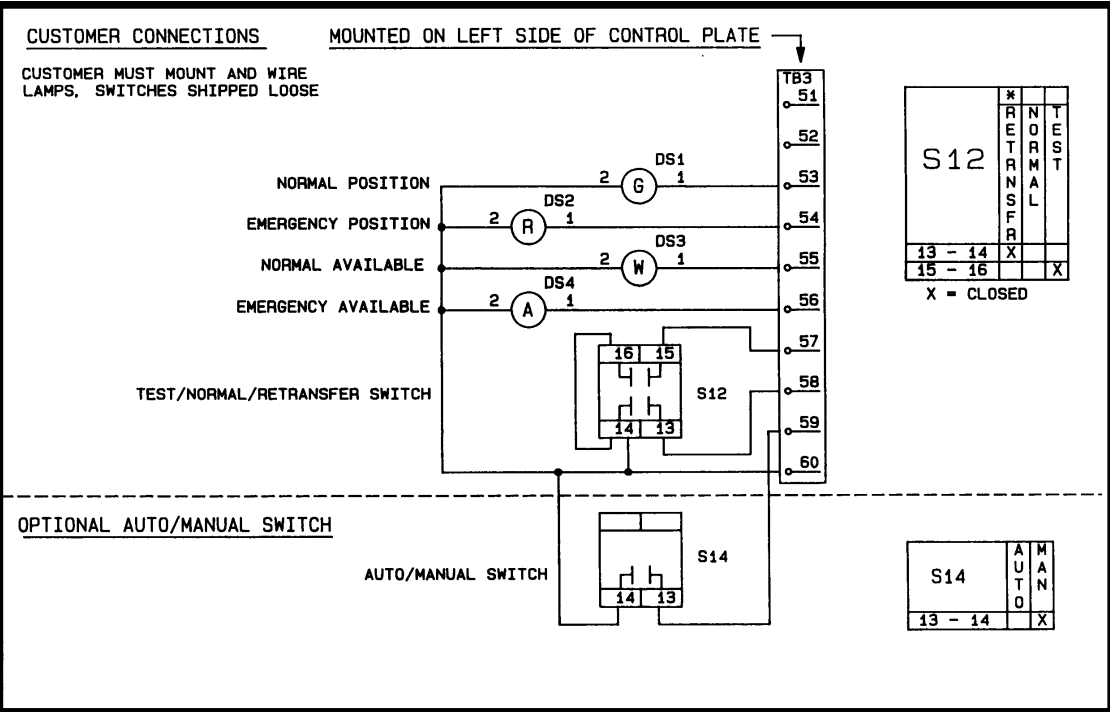 CUSTOMER CONNECTIONS
MOUNTED ON LEFT SIDE OF CONTROL PLATE
CUSTOMER MUST MOUNT AND WIRE
LAMPS, SWITCHES SHIPPED LOOSE
TB3
51
52
NORMAL POSITION
2
G
DS1
1
53
EMERGENCY POSITION
2
R
DS2
1
54
NORMAL AVAILABLE
2
W
DS3
1
55
EMERGENCY AVAILABLE
2
A
DS4
1
56
57
58
59
60
TEST/NORMAL/RETRANSFER SWITCH
16 15
S12
14 13
S12
*RETRNSFR
NORMAL
TEST
13 - 14 X
15 - 16 X
X = CLOSED
OPTIONAL AUTO/MANUAL SWITCH
AUTO/MANUAL SWITCH
S14
14 13
S14
AUTO
MAN
13 - 14 X